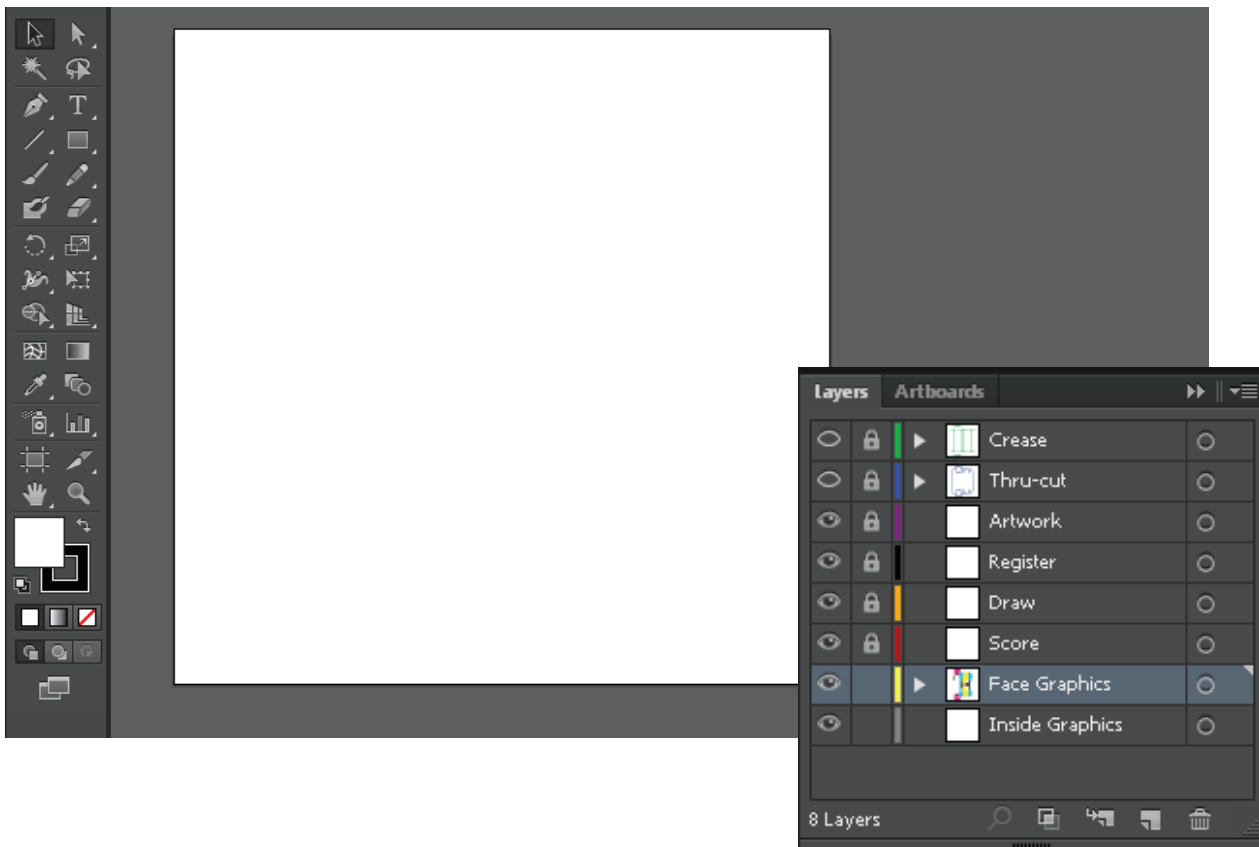 T
Layers Artboards
Crease
Thru-cut
Artwork
Register
Draw
Score
Face Graphics
Inside Graphics
8 Layers